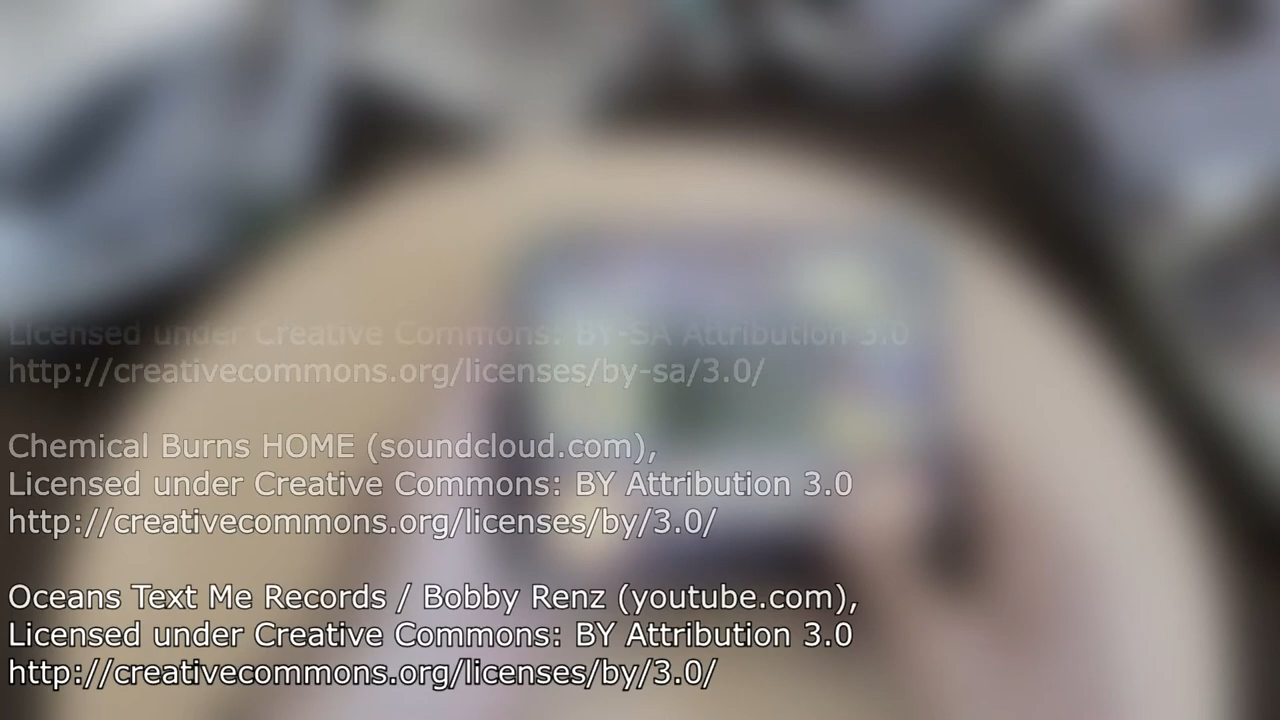 Licensed under Creative Commons: BY-SA Attribution 3.0
http://creativecommons.org/licenses/by-sa/3.0/
Chemical Burns HOME (soundcloud.com),
Licensed under Creative Commons: BY Attribution 3.0
http://creativecommons.org/licenses/by/3.0/
Oceans Text Me Records / Bobby Renz (youtube.com),
Licensed under Creative Commons: BY Attribution 3.0
http://creativecommons.org/licenses/by/3.0/